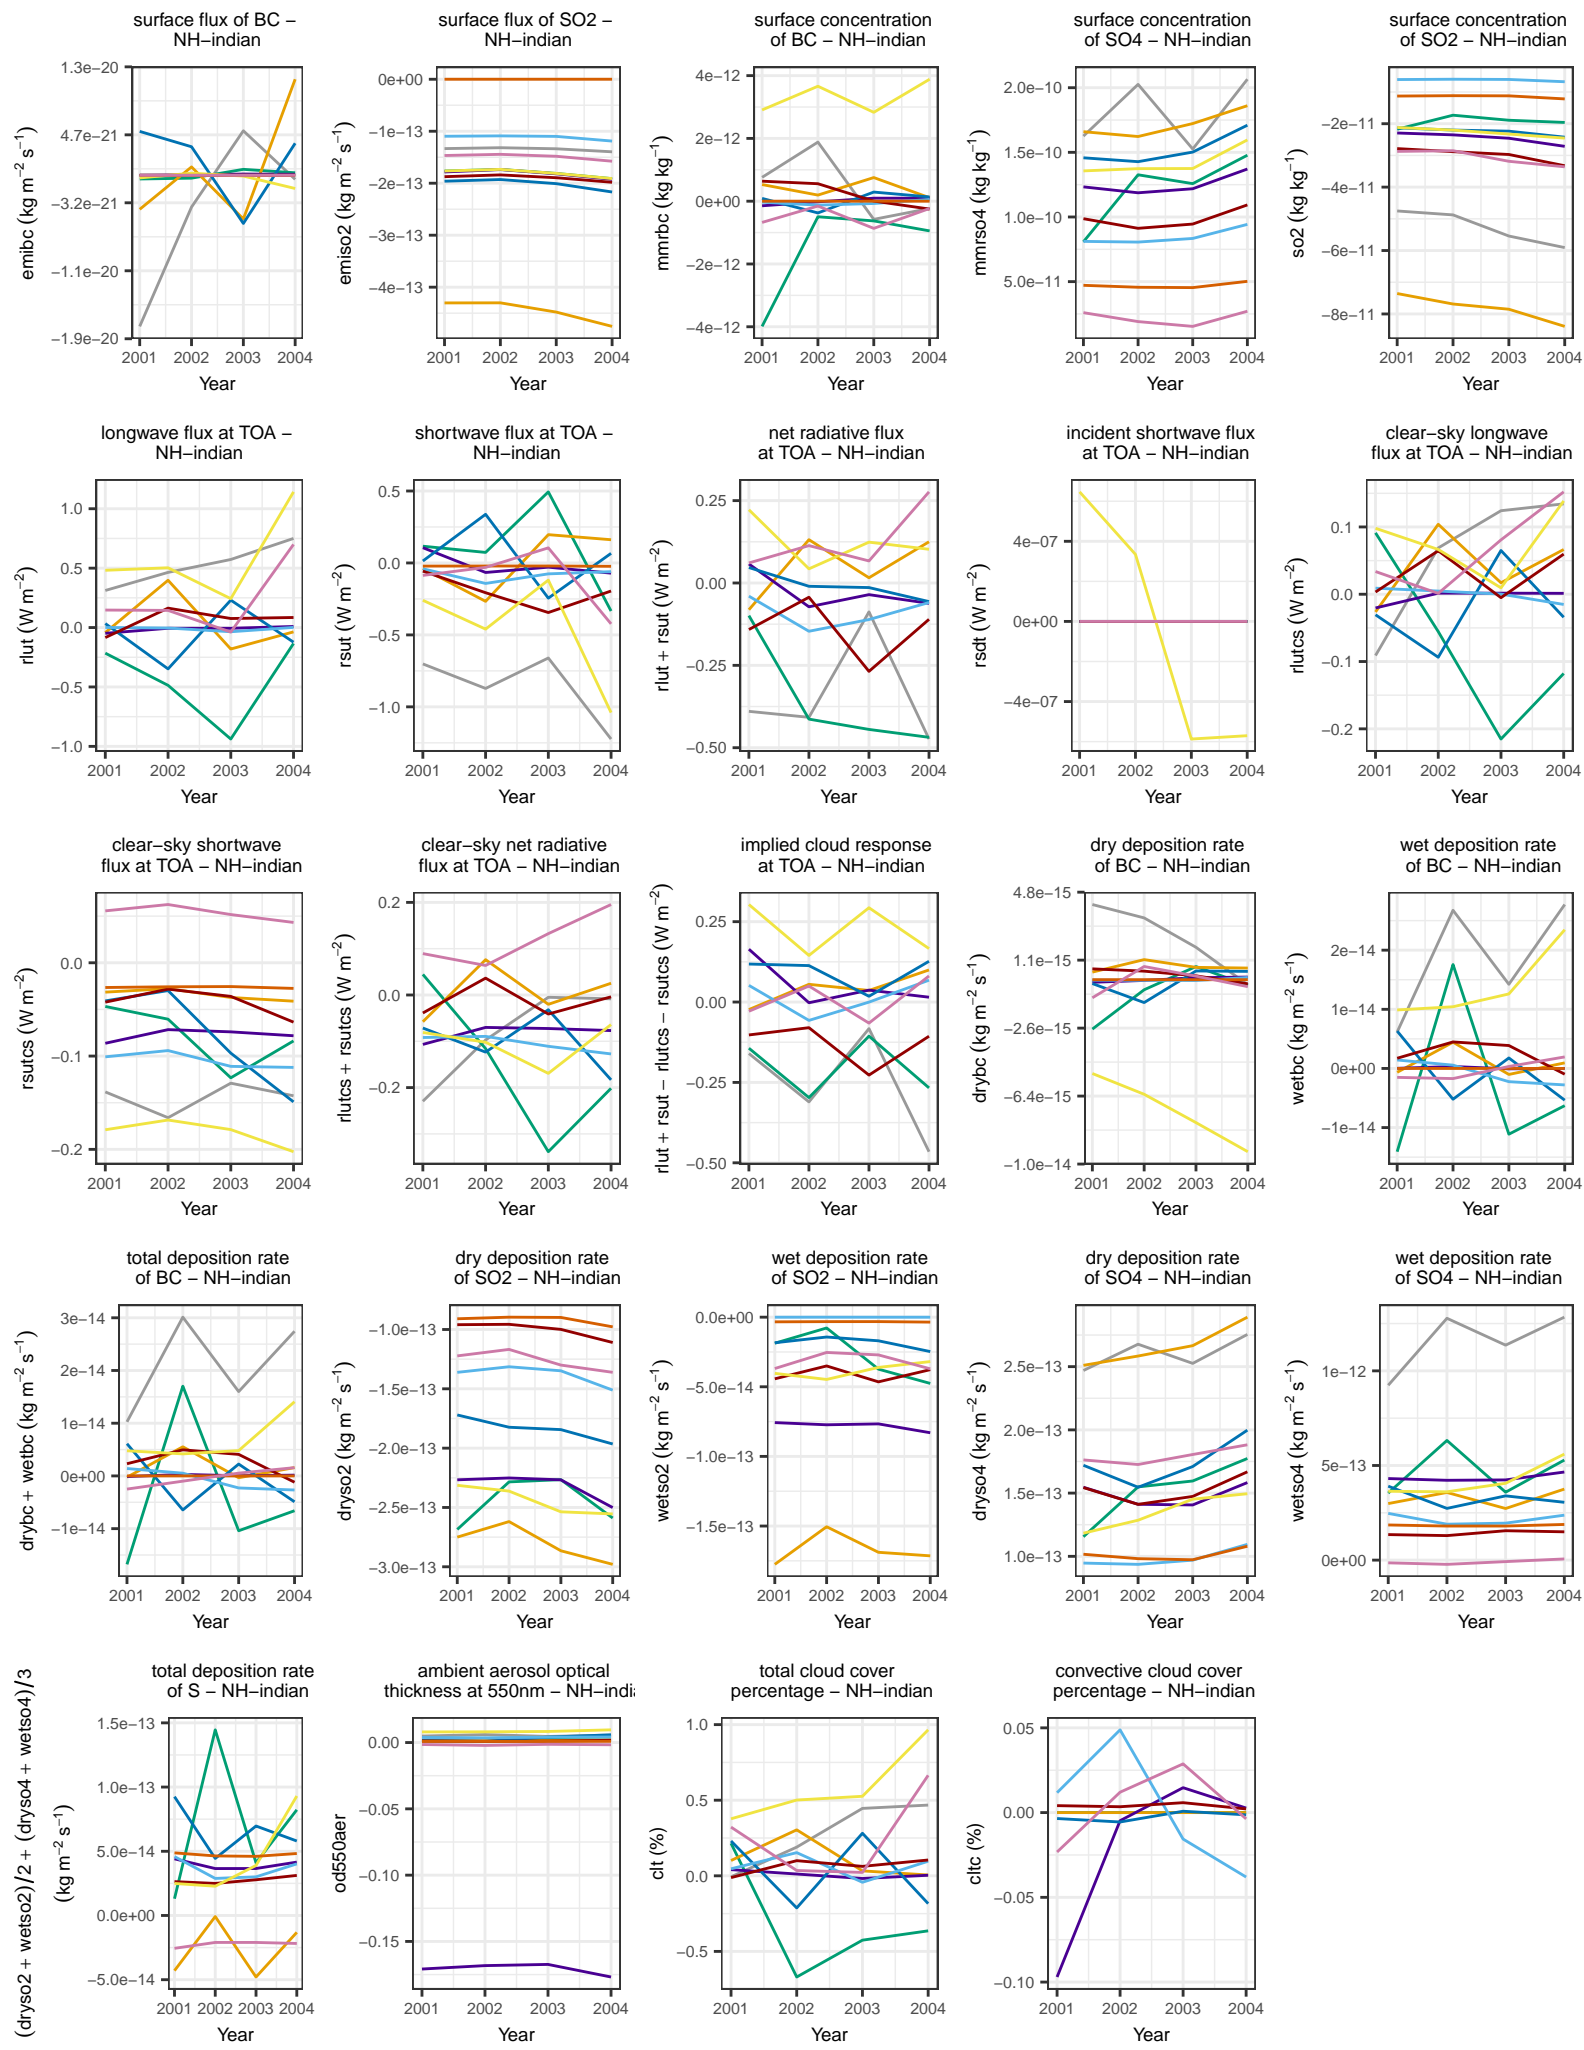 surface flux of BC −
NH−indian
surface flux of SO2 −
NH−indian
surface concentration
of BC − NH−indian
surface concentration
of SO4 − NH−indian
surface concentration
of SO2 − NH−indian
emibc (kg m−2 s−1)
1.3e−20
4.7e−21
−3.2e−21
−1.1e−20
−1.9e−20
2001 2002 2003 2004
Year
emiso2 (kg m−2 s−1)
0e+00
−1e−13
−2e−13
−3e−13
−4e−13
2001 2002 2003 2004
Year
mmrbc (kg kg−1)
4e−12
2e−12
0e+00
−2e−12
−4e−12
2001 2002 2003 2004
Year
mmrso4 (kg kg−1)
2.0e−10
1.5e−10
1.0e−10
5.0e−11
2001 2002 2003 2004
Year
so2 (kg kg−1)
−2e−11
−4e−11
−6e−11
−8e−11
2001 2002 2003 2004
Year
longwave flux at TOA −
NH−indian
shortwave flux at TOA −
NH−indian
net radiative flux
at TOA − NH−indian
incident shortwave flux
at TOA − NH−indian
clear−sky longwave
flux at TOA − NH−indian
rlut (W m−2)
1.0
0.5
0.0
−0.5
−1.0
2001 2002 2003 2004
Year
rsut (W m−2)
0.5
0.0
−0.5
−1.0
2001 2002 2003 2004
Year
rlut + rsut (W m−2)
0.25
0.00
−0.25
−0.50
2001 2002 2003 2004
Year
rsdt (W m−2)
4e−07
0e+00
−4e−07
2001 2002 2003 2004
Year
rlutcs (W m−2)
0.1
0.0
−0.1
−0.2
2001 2002 2003 2004
Year
clear−sky shortwave
flux at TOA − NH−indian
clear−sky net radiative
flux at TOA − NH−indian
implied cloud response
at TOA − NH−indian
dry deposition rate
of BC − NH−indian
wet deposition rate
of BC − NH−indian
rsutcs (W m−2)
0.0
−0.1
−0.2
2001 2002 2003 2004
Year
rlutcs + rsutcs (W m−2)
0.2
0.0
−0.2
2001 2002 2003 2004
Year
rlut + rsut − rlutcs − rsutcs (W m−2)
0.25
0.00
−0.25
−0.50
2001 2002 2003 2004
Year
drybc (kg m−2 s−1)
4.8e−15
1.1e−15
−2.6e−15
−6.4e−15
−1.0e−14
2001 2002 2003 2004
Year
wetbc (kg m−2 s−1)
2e−14
1e−14
0e+00
−1e−14
2001 2002 2003 2004
Year
total deposition rate
of BC − NH−indian
dry deposition rate
of SO2 − NH−indian
wet deposition rate
of SO2 − NH−indian
dry deposition rate
of SO4 − NH−indian
wet deposition rate
of SO4 − NH−indian
drybc + wetbc (kg m−2 s−1)
3e−14
2e−14
1e−14
0e+00
−1e−14
2001 2002 2003 2004
Year
dryso2 (kg m−2 s−1)
−1.0e−13
−1.5e−13
−2.0e−13
−2.5e−13
−3.0e−13
2001 2002 2003 2004
Year
wetso2 (kg m−2 s−1)
0.0e+00
−5.0e−14
−1.0e−13
−1.5e−13
2001 2002 2003 2004
Year
dryso4 (kg m−2 s−1)
2.5e−13
2.0e−13
1.5e−13
1.0e−13
2001 2002 2003 2004
Year
wetso4 (kg m−2 s−1)
1e−12
5e−13
0e+00
2001 2002 2003 2004
Year
total deposition rate
of S − NH−indian
ambient aerosol optical
thickness at 550nm − NH−indi
total cloud cover
percentage − NH−indian
convective cloud cover
percentage − NH−indian
(dryso2 + wetso2)/2 + (dryso4 + wetso4)/3
(kg m−2 s−1)
1.5e−13
1.0e−13
5.0e−14
0.0e+00
−5.0e−14
2001 2002 2003 2004
Year
od550aer
0.00
−0.05
−0.10
−0.15
2001 2002 2003 2004
Year
clt (%)
1.0
0.5
0.0
−0.5
2001 2002 2003 2004
Year
cltc (%)
0.05
0.00
−0.05
−0.10
2001 2002 2003 2004
Year